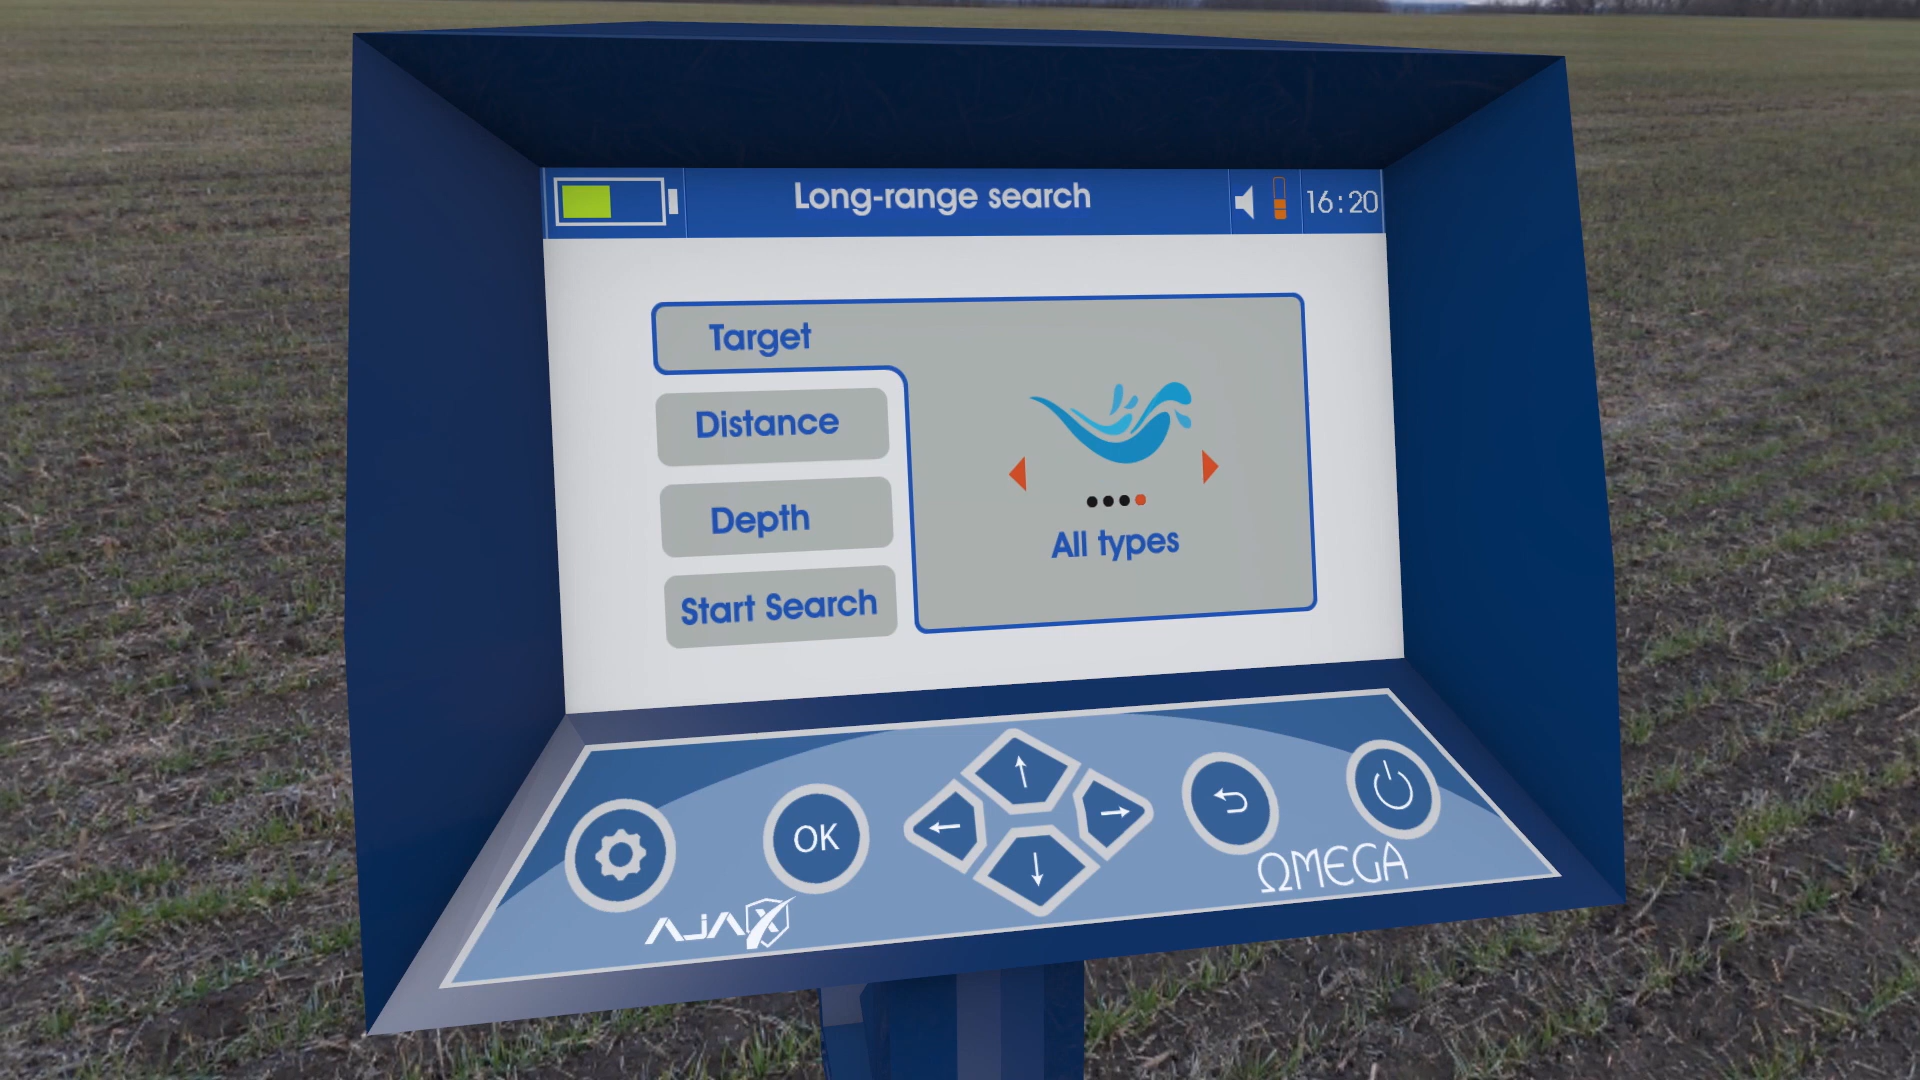 Long-range search
16:20
Target
Distance
Depth
Start Search
All types
OK
AJAX
ΩMEGA